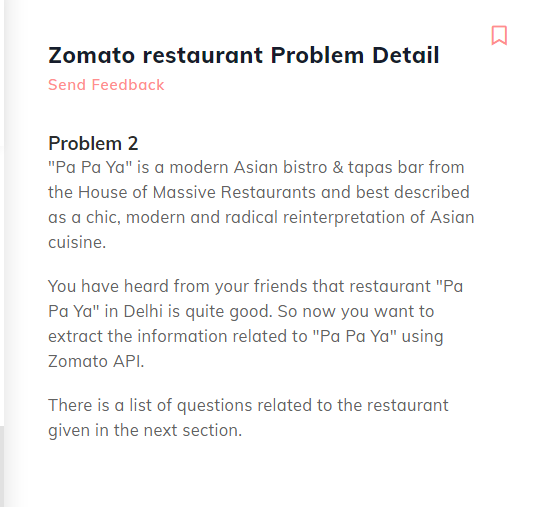 Zomato restaurant Problem Detail
Send Feedback
Problem 2
"Pa Pa Ya" is a modern Asian bistro & tapas bar from
the House of Massive Restaurants and best described
as a chic, modern and radical reinterpretation of Asian
cuisine.
You have heard from your friends that restaurant "Pa
Pa Ya" in Delhi is quite good. So now you want to
extract the information related to "Pa Pa Ya" using
Zomato API.
There is a list of questions related to the restaurant
given in the next section.